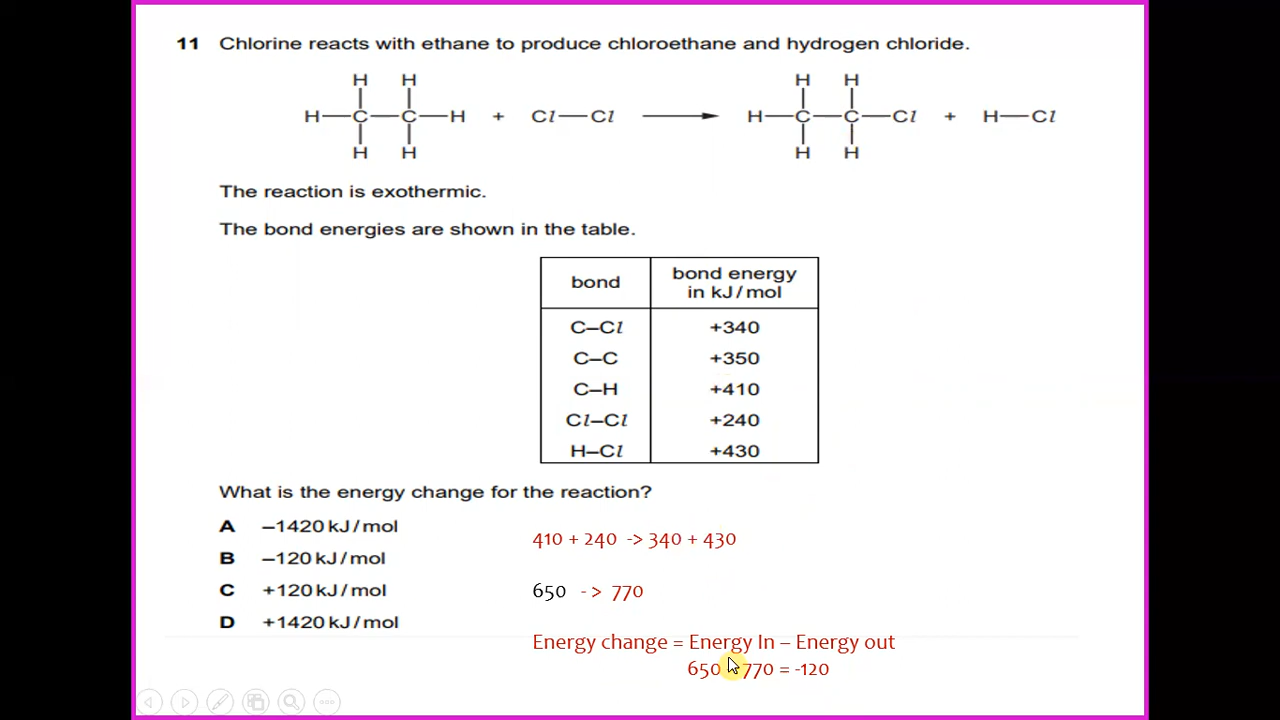 11 Chlorine reacts with ethane to produce chloroethane and hydrogen chloride.
H H H H
H—C—C—H + Cl—Cl ⟶ H—C—C—Cl + H—Cl
H H H H
The reaction is exothermic.
The bond energies are shown in the table.
bond
bond energy
in kJ/mol
C–Cl +340
C–C +350
C–H +410
Cl–Cl +240
H–Cl +430
What is the energy change for the reaction?
A –1420 kJ/mol
B –120 kJ/mol
C +120 kJ/mol
D +1420 kJ/mol
410 + 240 -> 340 + 430
650 - > 770
Energy change = Energy In – Energy out
650 - 770 = -120